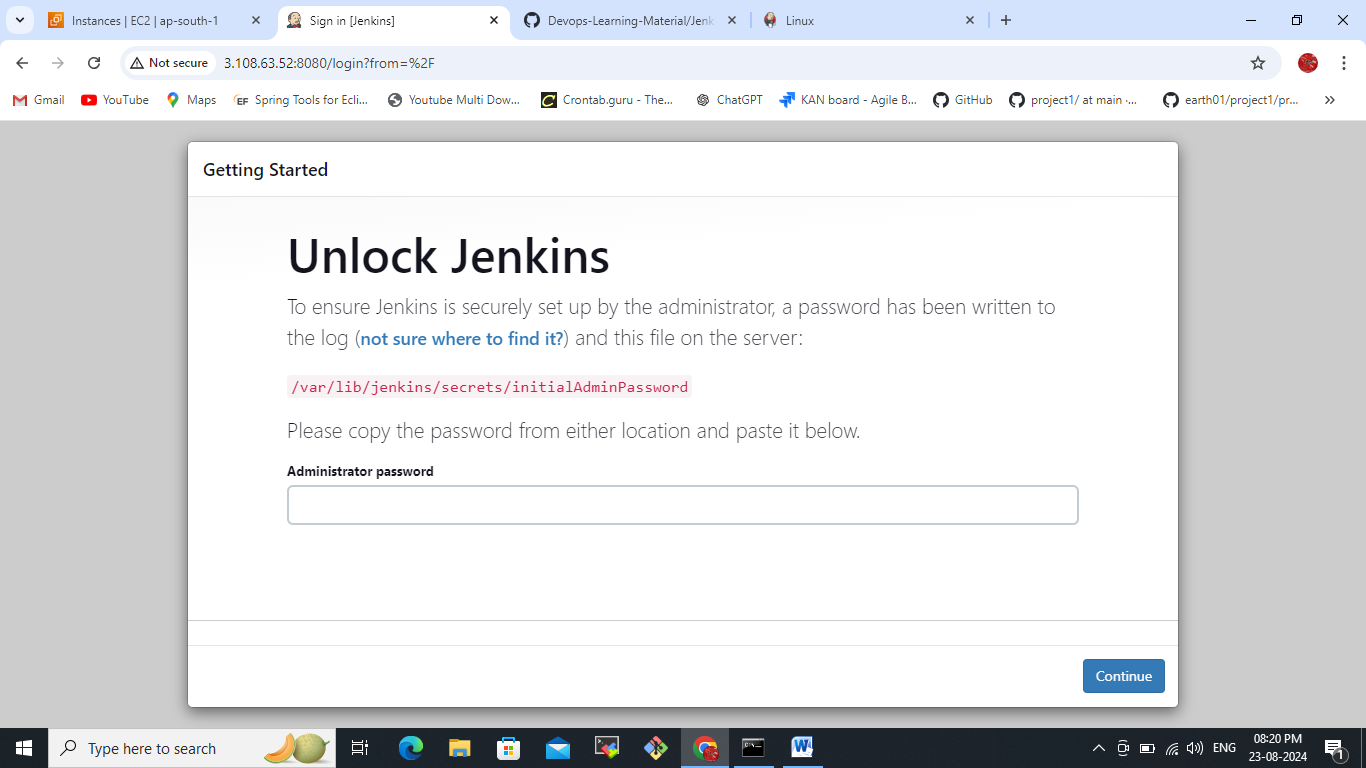 Instances | EC2 | ap-south-1
Sign in [Jenkins]
Devops-Learning-Material/Jenk
Linux
Not secure
3.108.63.52:8080/login?from=%2F
Gmail
YouTube
Maps
EF
Spring Tools for Ecli...
Youtube Multi Dow...
Crontab.guru - The...
ChatGPT
KAN board - Agile B...
GitHub
project1/ at main ·...
earth01/project1/pr...
Getting Started
Unlock Jenkins
To ensure Jenkins is securely set up by the administrator, a password has been written to
the log (not sure where to find it?) and this file on the server:
/var/lib/jenkins/secrets/initialAdminPassword
Please copy the password from either location and paste it below.
Administrator password
Continue
Type here to search
ENG
08:20 PM
23-08-2024
1